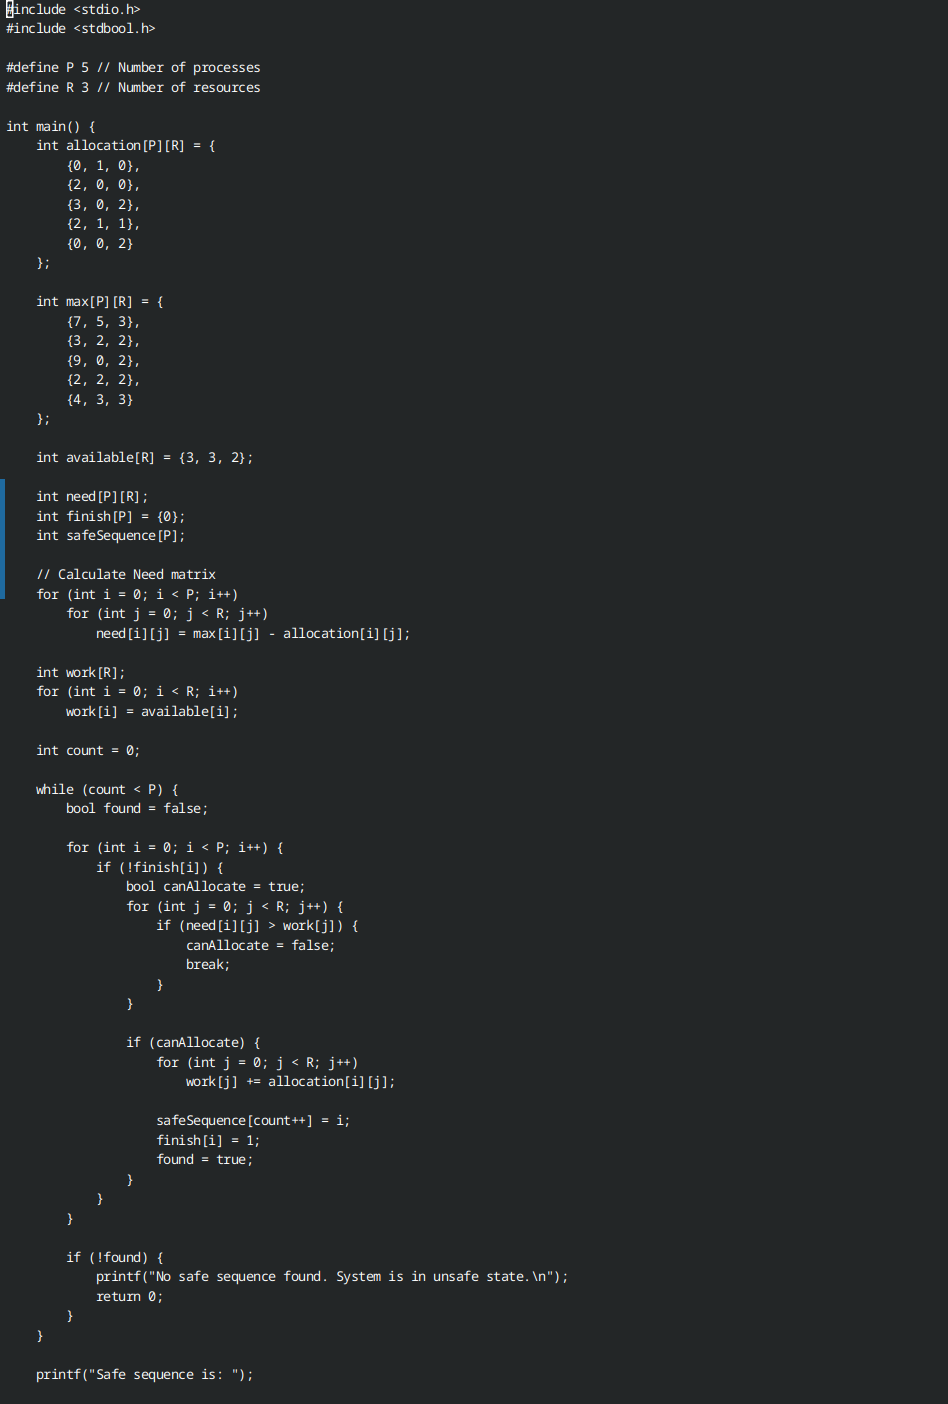 #include <stdio.h>
#include <stdbool.h>

#define P 5 // Number of processes
#define R 3 // Number of resources

int main() {
    int allocation[P][R] = {
        {0, 1, 0},
        {2, 0, 0},
        {3, 0, 2},
        {2, 1, 1},
        {0, 0, 2}
    };

    int max[P][R] = {
        {7, 5, 3},
        {3, 2, 2},
        {9, 0, 2},
        {2, 2, 2},
        {4, 3, 3}
    };

    int available[R] = {3, 3, 2};

    int need[P][R];
    int finish[P] = {0};
    int safeSequence[P];

    // Calculate Need matrix
    for (int i = 0; i < P; i++)
        for (int j = 0; j < R; j++)
            need[i][j] = max[i][j] - allocation[i][j];

    int work[R];
    for (int i = 0; i < R; i++)
        work[i] = available[i];

    int count = 0;

    while (count < P) {
        bool found = false;

        for (int i = 0; i < P; i++) {
            if (!finish[i]) {
                bool canAllocate = true;
                for (int j = 0; j < R; j++) {
                    if (need[i][j] > work[j]) {
                        canAllocate = false;
                        break;
                    }
                }

                if (canAllocate) {
                    for (int j = 0; j < R; j++)
                        work[j] += allocation[i][j];

                    safeSequence[count++] = i;
                    finish[i] = 1;
                    found = true;
                }
            }
        }

        if (!found) {
            printf("No safe sequence found. System is in unsafe state.\n");
            return 0;
        }
    }

    printf("Safe sequence is: ");